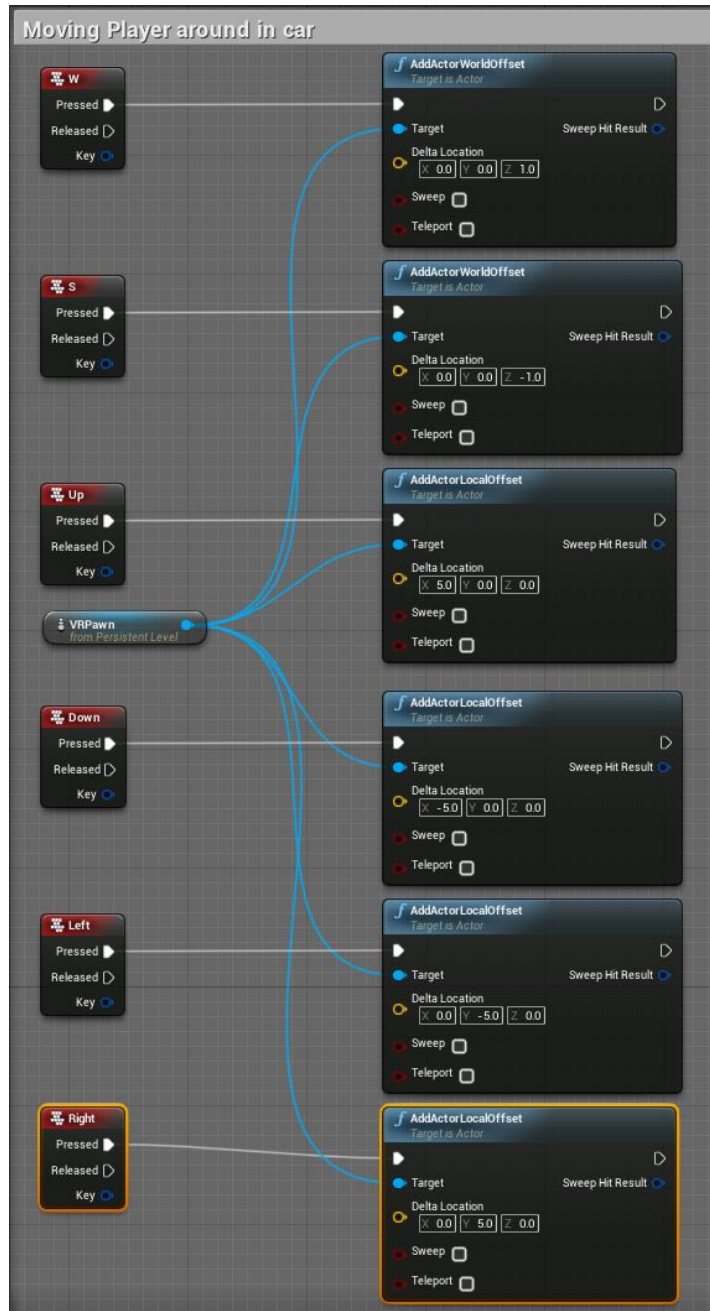 Moving Player around in car
W
Pressed
Released
Key
f AddActorWorldOffset
Target is Actor
Target Sweep Hit Result
Delta Location
X 0.0 Y 0.0 Z 1.0
Sweep
Teleport
S
Pressed
Released
Key
f AddActorWorldOffset
Target is Actor
Target Sweep Hit Result
Delta Location
X 0.0 Y 0.0 Z -1.0
Sweep
Teleport
Up
Pressed
Released
Key
f AddActorLocalOffset
Target is Actor
Target Sweep Hit Result
Delta Location
X 5.0 Y 0.0 Z 0.0
Sweep
Teleport
VRPawn
from Persistent Level
Down
Pressed
Released
Key
f AddActorLocalOffset
Target is Actor
Target Sweep Hit Result
Delta Location
X -5.0 Y 0.0 Z 0.0
Sweep
Teleport
Left
Pressed
Released
Key
f AddActorLocalOffset
Target is Actor
Target Sweep Hit Result
Delta Location
X 0.0 Y -5.0 Z 0.0
Sweep
Teleport
Right
Pressed
Released
Key
f AddActorLocalOffset
Target is Actor
Target Sweep Hit Result
Delta Location
X 0.0 Y 5.0 Z 0.0
Sweep
Teleport